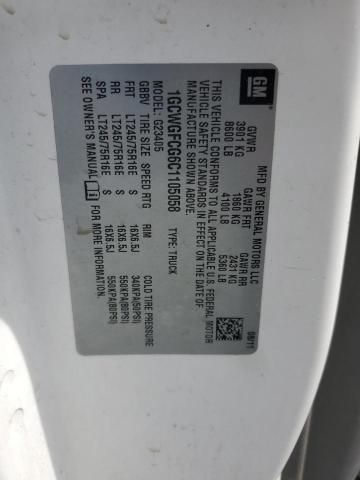 GM
MFD BY GENERAL MOTORS LLC
08/11
GVWR GAWR FRT GAWR RR
3901 KG 1860 KG 2431 KG
8600 LB 4100 LB 5360 LB
THIS VEHICLE CONFORMS TO ALL APPLICABLE U.S. FEDERAL MOTOR
VEHICLE SAFETY STANDARDS IN EFFECT ON THE DATE OF
MANUFACTURE SHOWN ABOVE.
1GCWGFCG6C1105058 TYPE: TRUCK
MODEL: G23405
GBBV TIRE SIZE SPEED RTG RIM COLD TIRE PRESSURE
FRT LT245/75R16E S 16X6.5J 340KPA(50PSI)
RR LT245/75R16E S 16X6.5J 550KPA(80PSI)
SPA LT245/75R16E S 16X6.5J 550KPA(80PSI)
SEE OWNER'S MANUAL